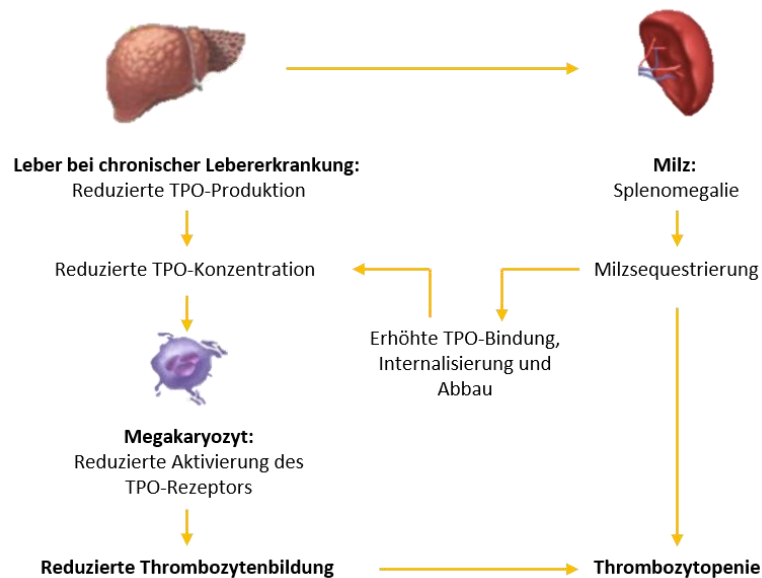 Leber bei chronischer Lebererkrankung:
Reduzierte TPO-Produktion
Milz:
Splenomegalie
Reduzierte TPO-Konzentration
Milzsequestrierung
Erhöhte TPO-Bindung,
Internalisierung und
Abbau
Megakaryozyt:
Reduzierte Aktivierung des
TPO-Rezeptors
Reduzierte Thrombozytenbildung
Thrombozytopenie